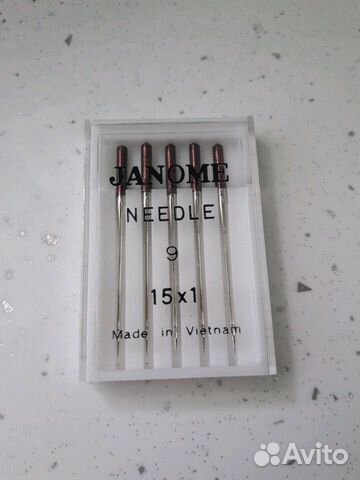 JANOME
NEEDLE
9
15x1
Made in Vietnam
Avito